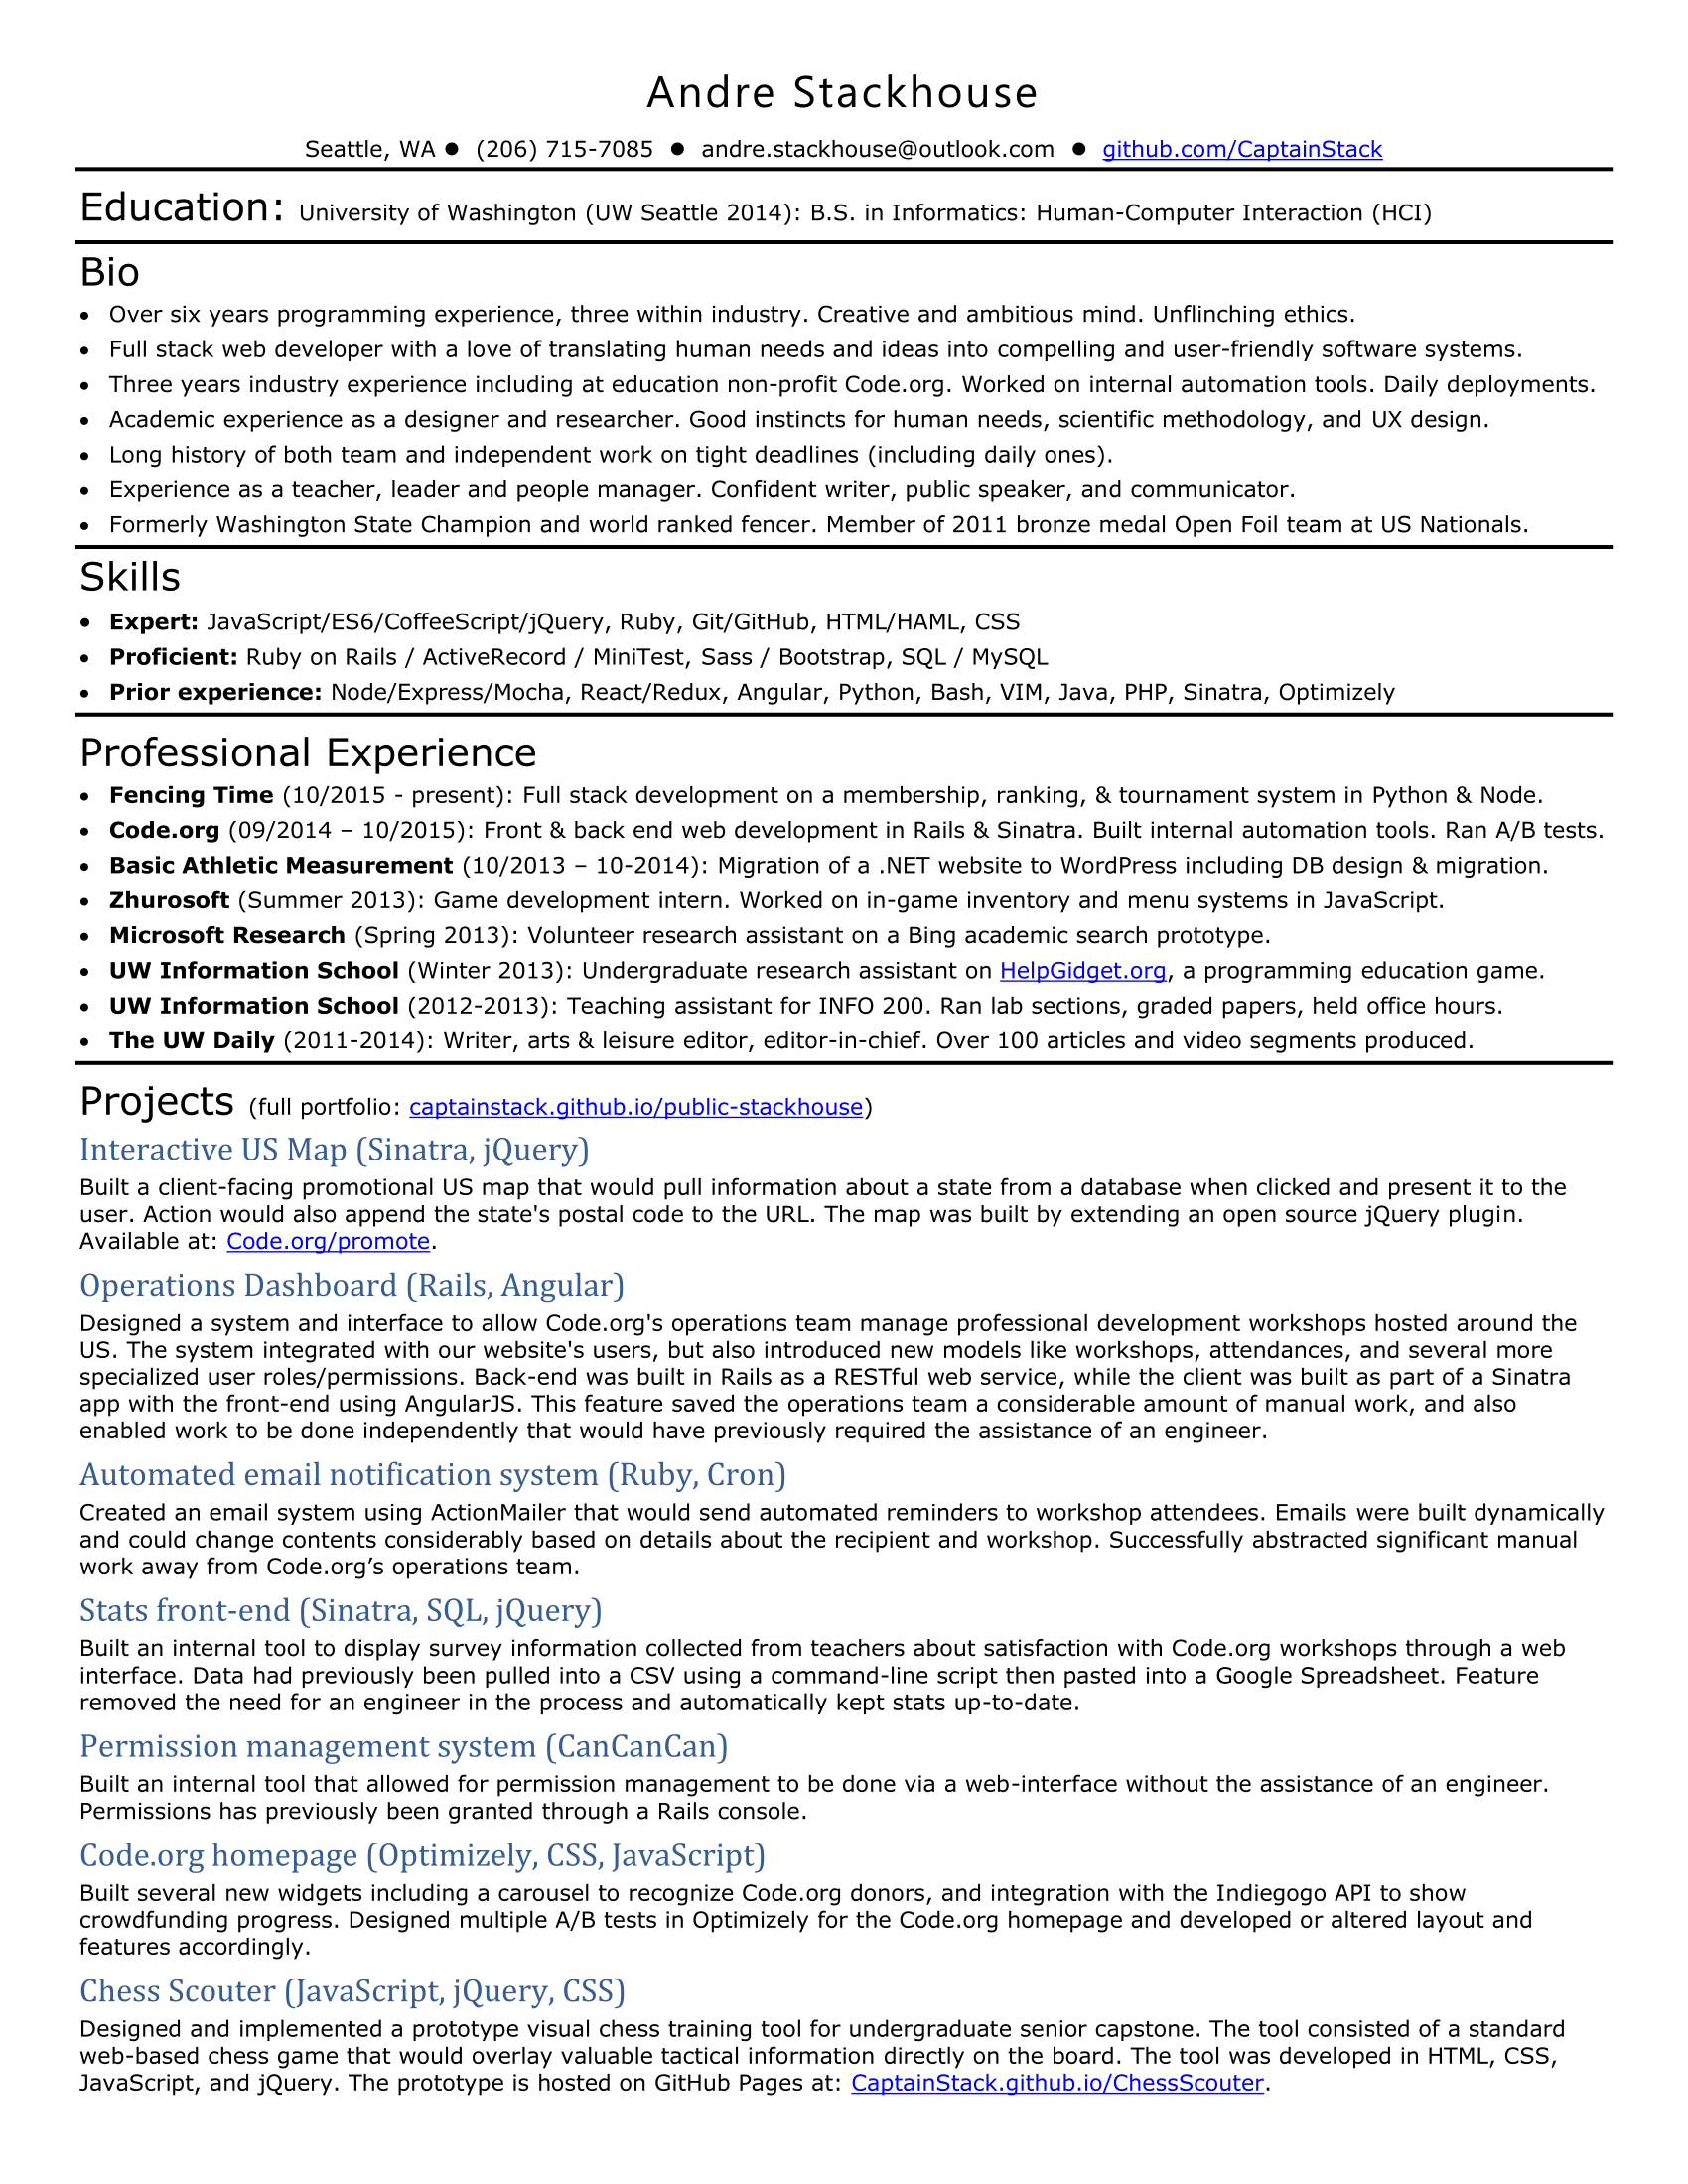 Andre Stackhouse
Seattle, WA ● (206) 715-7085 ● andre.stackhouse@outlook.com ● github.com/CaptainStack
Education: University of Washington (UW Seattle 2014): B.S. in Informatics: Human-Computer Interaction (HCI)
Bio
• Over six years programming experience, three within industry. Creative and ambitious mind. Unflinching ethics.
• Full stack web developer with a love of translating human needs and ideas into compelling and user-friendly software systems.
• Three years industry experience including at education non-profit Code.org. Worked on internal automation tools. Daily deployments.
• Academic experience as a designer and researcher. Good instincts for human needs, scientific methodology, and UX design.
• Long history of both team and independent work on tight deadlines (including daily ones).
• Experience as a teacher, leader and people manager. Confident writer, public speaker, and communicator.
• Formerly Washington State Champion and world ranked fencer. Member of 2011 bronze medal Open Foil team at US Nationals.
Skills
• Expert: JavaScript/ES6/CoffeeScript/jQuery, Ruby, Git/GitHub, HTML/HAML, CSS
• Proficient: Ruby on Rails / ActiveRecord / MiniTest, Sass / Bootstrap, SQL / MySQL
• Prior experience: Node/Express/Mocha, React/Redux, Angular, Python, Bash, VIM, Java, PHP, Sinatra, Optimizely
Professional Experience
• Fencing Time (10/2015 - present): Full stack development on a membership, ranking, & tournament system in Python & Node.
• Code.org (09/2014 – 10/2015): Front & back end web development in Rails & Sinatra. Built internal automation tools. Ran A/B tests.
• Basic Athletic Measurement (10/2013 – 10-2014): Migration of a .NET website to WordPress including DB design & migration.
• Zhurosoft (Summer 2013): Game development intern. Worked on in-game inventory and menu systems in JavaScript.
• Microsoft Research (Spring 2013): Volunteer research assistant on a Bing academic search prototype.
• UW Information School (Winter 2013): Undergraduate research assistant on HelpGidget.org, a programming education game.
• UW Information School (2012-2013): Teaching assistant for INFO 200. Ran lab sections, graded papers, held office hours.
• The UW Daily (2011-2014): Writer, arts & leisure editor, editor-in-chief. Over 100 articles and video segments produced.
Projects (full portfolio: captainstack.github.io/public-stackhouse)
Interactive US Map (Sinatra, jQuery)
Built a client-facing promotional US map that would pull information about a state from a database when clicked and present it to the
user. Action would also append the state's postal code to the URL. The map was built by extending an open source jQuery plugin.
Available at: Code.org/promote.
Operations Dashboard (Rails, Angular)
Designed a system and interface to allow Code.org's operations team manage professional development workshops hosted around the
US. The system integrated with our website's users, but also introduced new models like workshops, attendances, and several more
specialized user roles/permissions. Back-end was built in Rails as a RESTful web service, while the client was built as part of a Sinatra
app with the front-end using AngularJS. This feature saved the operations team a considerable amount of manual work, and also
enabled work to be done independently that would have previously required the assistance of an engineer.
Automated email notification system (Ruby, Cron)
Created an email system using ActionMailer that would send automated reminders to workshop attendees. Emails were built dynamically
and could change contents considerably based on details about the recipient and workshop. Successfully abstracted significant manual
work away from Code.org’s operations team.
Stats front-end (Sinatra, SQL, jQuery)
Built an internal tool to display survey information collected from teachers about satisfaction with Code.org workshops through a web
interface. Data had previously been pulled into a CSV using a command-line script then pasted into a Google Spreadsheet. Feature
removed the need for an engineer in the process and automatically kept stats up-to-date.
Permission management system (CanCanCan)
Built an internal tool that allowed for permission management to be done via a web-interface without the assistance of an engineer.
Permissions has previously been granted through a Rails console.
Code.org homepage (Optimizely, CSS, JavaScript)
Built several new widgets including a carousel to recognize Code.org donors, and integration with the Indiegogo API to show
crowdfunding progress. Designed multiple A/B tests in Optimizely for the Code.org homepage and developed or altered layout and
features accordingly.
Chess Scouter (JavaScript, jQuery, CSS)
Designed and implemented a prototype visual chess training tool for undergraduate senior capstone. The tool consisted of a standard
web-based chess game that would overlay valuable tactical information directly on the board. The tool was developed in HTML, CSS,
JavaScript, and jQuery. The prototype is hosted on GitHub Pages at: CaptainStack.github.io/ChessScouter.